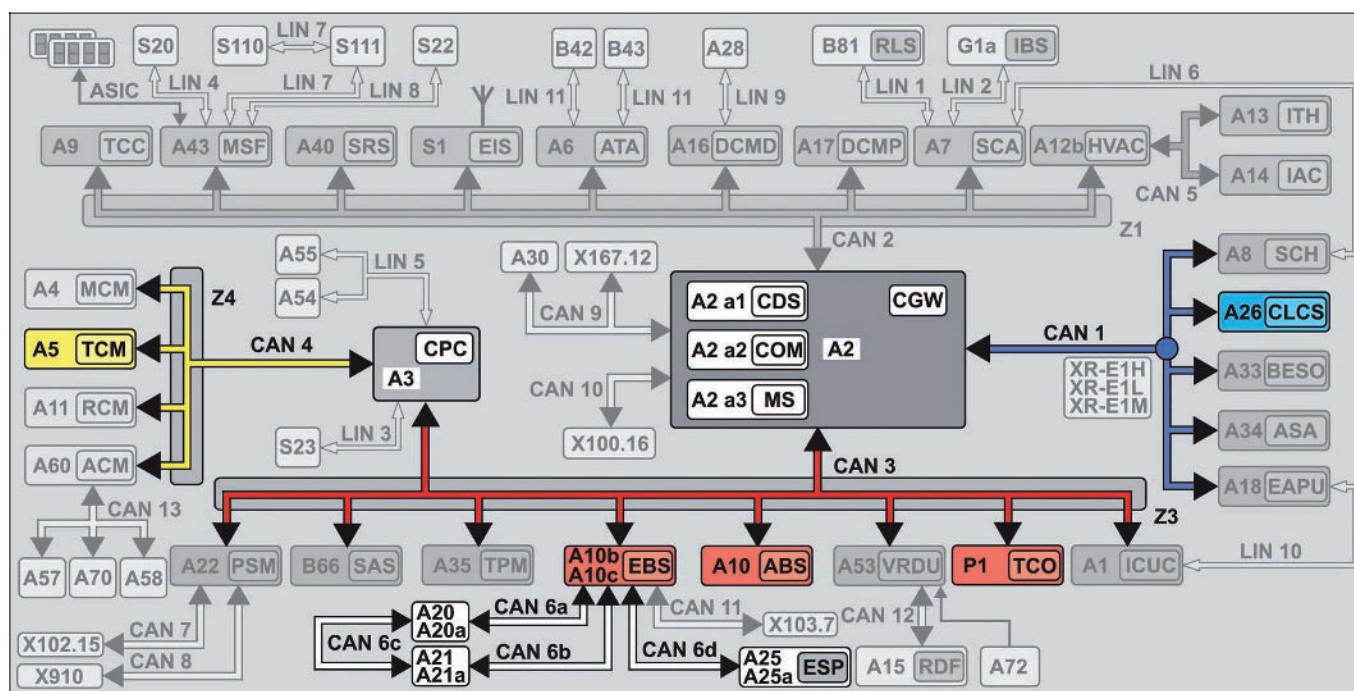 LIN 7
S20
S110
S111
S22
B42
B43
A28
B81 RLS
G1a IBS
LIN 6
ASIC
LIN 4
LIN 7
LIN 8
LIN 11
LIN 11
LIN 9
LIN 1
LIN 2
A13 ITH
A9 TCC
A43 MSF
A40 SRS
S1 EIS
A6 ATA
A16 DCMD
A17 DCMP
A7 SCA
A12b HVAC
A14 IAC
CAN 5
Z1
CAN 2
A55
LIN 5
A54
A30
X167.12
A8 SCH
A4 MCM
Z4
CAN 9
A2 a1 CDS
CGW
A26 CLCS
CAN 1
A5 TCM
CAN 4
CPC
A3
A2 a2 COM
A2
XR-E1H
XR-E1L
XR-E1M
A33 BESO
CAN 10
A2 a3 MS
A11 RCM
LIN 3
S23
X100.16
A34 ASA
A60 ACM
CAN 3
A18 EAPU
CAN 13
Z3
LIN 10
A57
A70
A58
A22 PSM
B66 SAS
A35 TPM
A10b
A10c
EBS
A10 ABS
A53 VRDU
P1 TCO
A1 ICUC
X102.15
CAN 7
CAN 8
X910
CAN 6c
A20
A20a
CAN 6a
A21
A21a
CAN 6b
CAN 11
X103.7
CAN 6d
A25
A25a
ESP
CAN 12
A15 RDF
A72